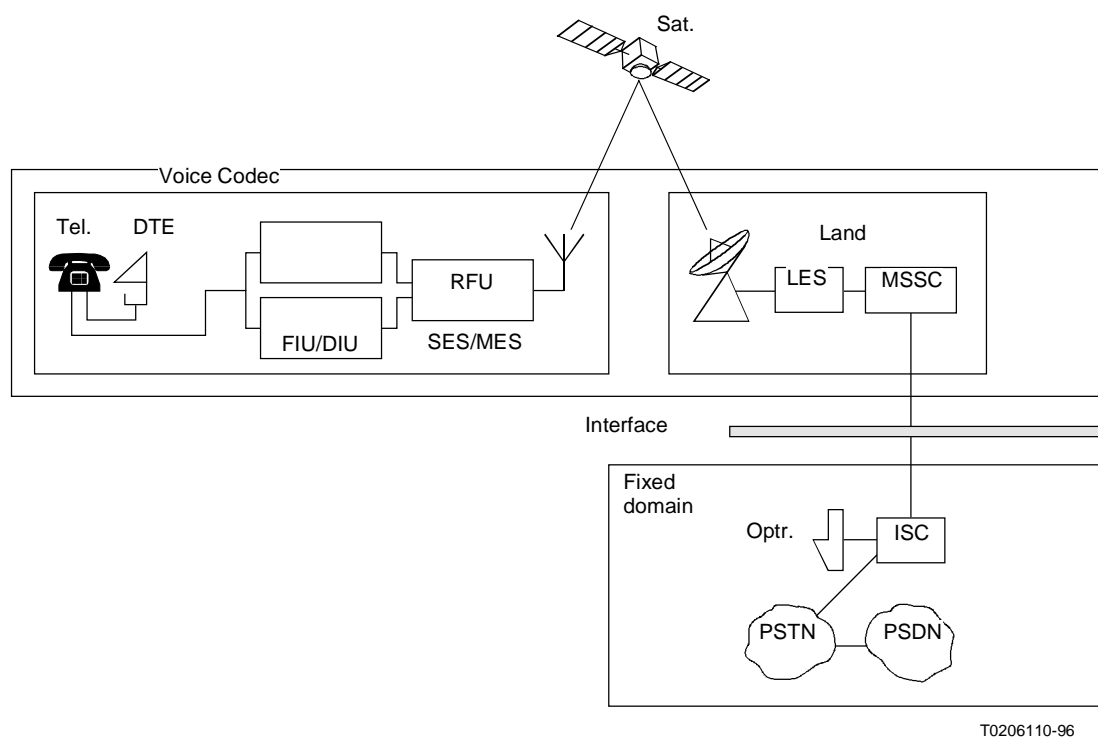 Sat.
Voice Codec
Tel.
DTE
Land
RFU
LES
MSSC
FIU/DIU
SES/MES
Interface
Fixed
domain
Optr.
ISC
PSTN
PSDN
T0206110-96